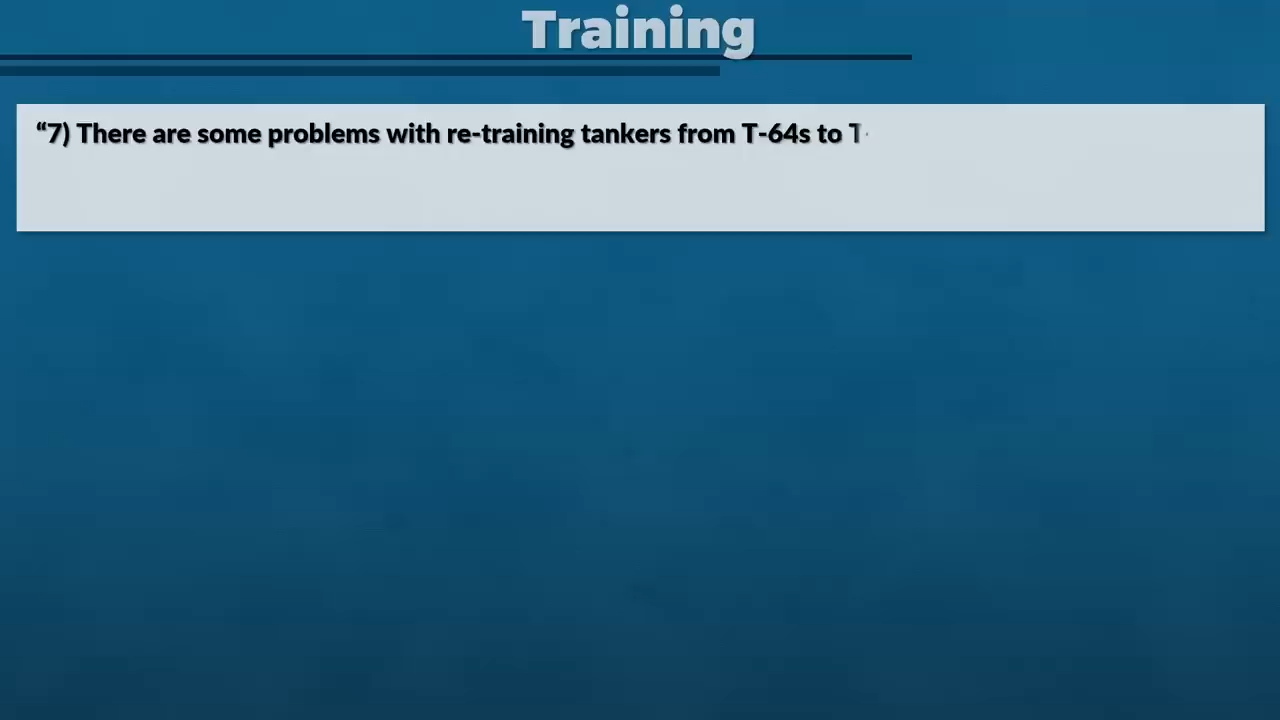 Training
“7) There are some problems with re-training tankers from T-64s to T